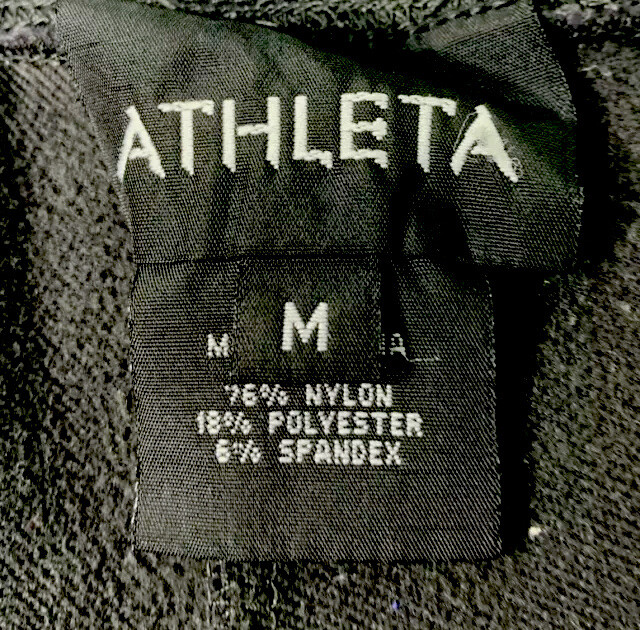 ATHLETA
M
76% NYLON
18% POLYESTER
6% SPANDEX